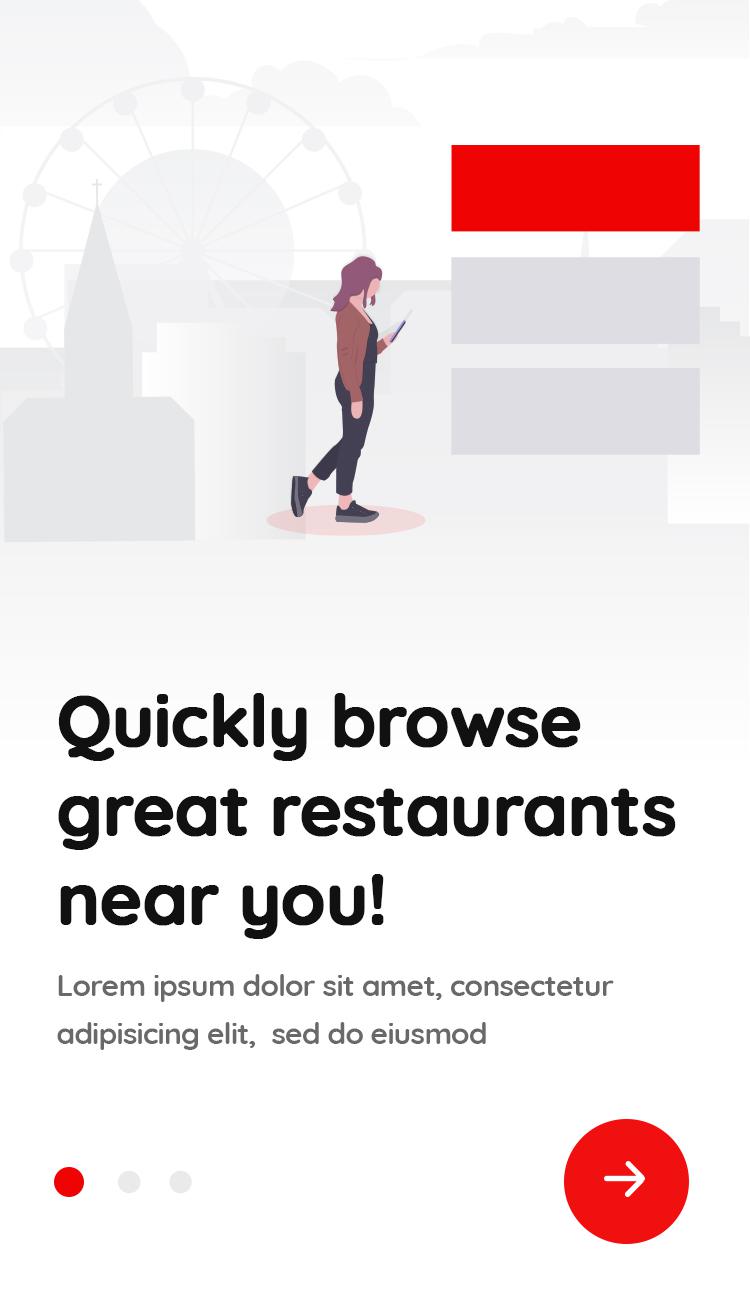 Quickly browse
great restaurants
near you!
Lorem ipsum dolor sit amet, consectetur
adipisicing elit,  sed do eiusmod